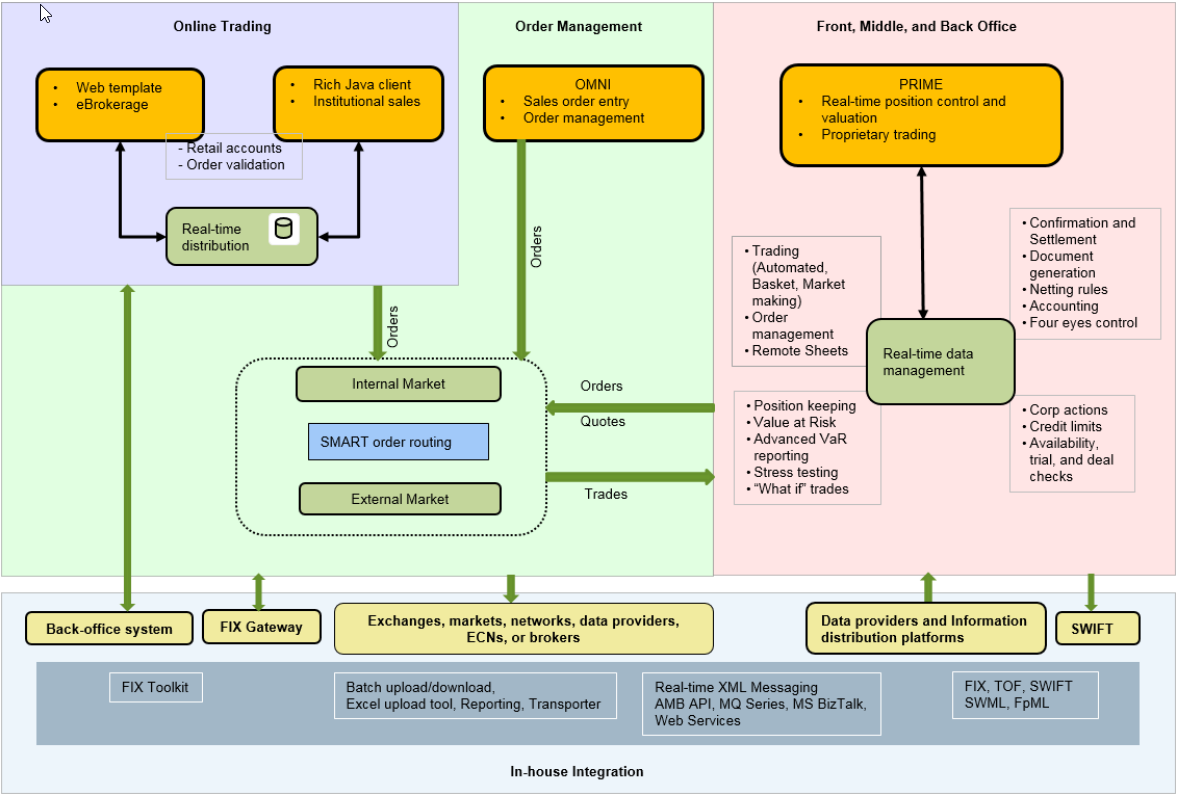 Online Trading
Order Management
Front, Middle, and Back Office
• Web template
• eBrokerage
• Rich Java client
• Institutional sales
- Retail accounts
- Order validation
Real-time
distribution
OMNI
• Sales order entry
• Order management
PRIME
• Real-time position control and
valuation
• Proprietary trading
Orders
Orders
• Trading
(Automated,
Basket, Market
making)
• Order
management
• Remote Sheets
• Confirmation and
Settlement
• Document
generation
• Netting rules
• Accounting
• Four eyes control
Real-time data
management
Internal Market
SMART order routing
External Market
Orders
Quotes
Trades
• Position keeping
• Value at Risk
• Advanced VaR
reporting
• Stress testing
• “What if” trades
• Corp actions
• Credit limits
• Availability,
trial, and deal
checks
Back-office system
FIX Gateway
Exchanges, markets, networks, data providers,
ECNs, or brokers
Data providers and Information
distribution platforms
SWIFT
FIX Toolkit
Batch upload/download,
Excel upload tool, Reporting, Transporter
Real-time XML Messaging
AMB API, MQ Series, MS BizTalk,
Web Services
FIX, TOF, SWIFT
SWML, FpML
In-house Integration